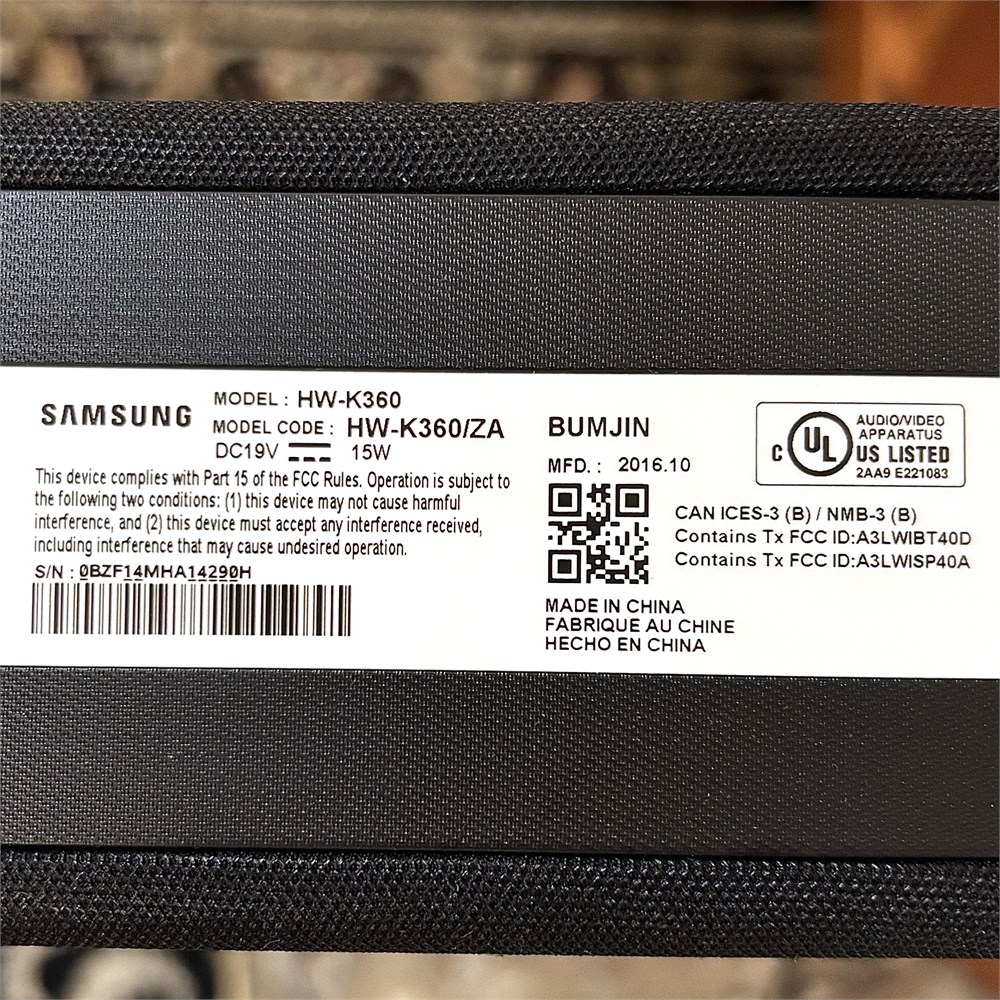 SAMSUNG
MODEL : HW-K360
MODEL CODE : HW-K360/ZA
DC19V 15W
This device complies with Part 15 of the FCC Rules. Operation is subject to
the following two conditions: (1) this device may not cause harmful
interference, and (2) this device must accept any interference received,
including interference that may cause undesired operation.
S/N : 0BZF14MHA14290H
BUMJIN
MFD. : 2016.10
C UL US LISTED
AUDIO/VIDEO
APPARATUS
2AA9 E221083
CAN ICES-3 (B) / NMB-3 (B)
Contains Tx FCC ID:A3LWIBT40D
Contains Tx FCC ID:A3LWISP40A
MADE IN CHINA
FABRIQUE AU CHINE
HECHO EN CHINA